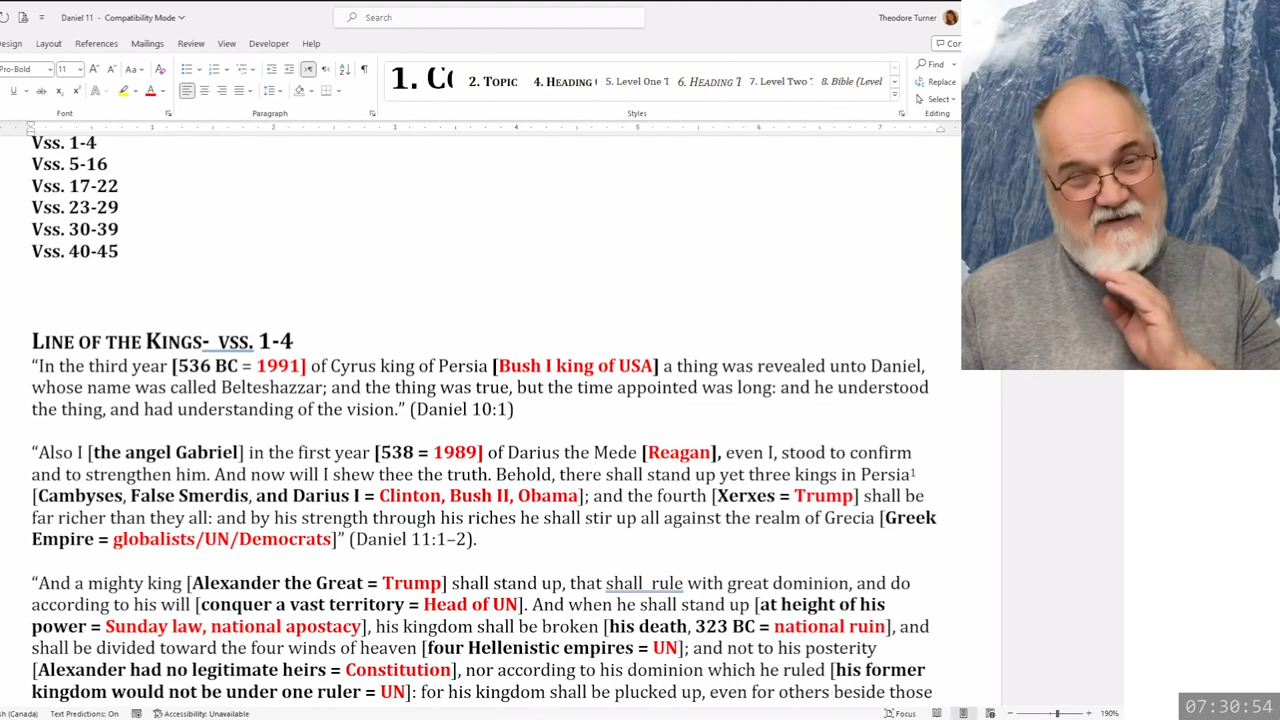 Daniel 11 - Compatibility Mode
Search
Theodore Turner
Design Layout References Mailings Review View Developer Help
Pro-Bold 11 Aa
1. 2. TOPIC 4. HEADING 5. Level One 6. HEADING 7. Level Two 8. Bible (Level
Find
Replace
Select
Font Paragraph Styles Editing
1 2 3 4 5 6 7
Vss. 1-4
Vss. 5-16
Vss. 17-22
Vss. 23-29
Vss. 30-39
Vss. 40-45
LINE OF THE KINGS- VSS. 1-4
“In the third year [536 BC = 1991] of Cyrus king of Persia [Bush I king of USA] a thing was revealed unto Daniel,
whose name was called Belteshazzar; and the thing was true, but the time appointed was long: and he understood
the thing, and had understanding of the vision.” (Daniel 10:1)
“Also I [the angel Gabriel] in the first year [538 = 1989] of Darius the Mede [Reagan], even I, stood to confirm
and to strengthen him. And now will I shew thee the truth. Behold, there shall stand up yet three kings in Persia¹
[Cambyses, False Smerdis, and Darius I = Clinton, Bush II, Obama]; and the fourth [Xerxes = Trump] shall be
far richer than they all: and by his strength through his riches he shall stir up all against the realm of Grecia [Greek
Empire = globalists/UN/Democrats]” (Daniel 11:1–2).
“And a mighty king [Alexander the Great = Trump] shall stand up, that shall rule with great dominion, and do
according to his will [conquer a vast territory = Head of UN]. And when he shall stand up [at height of his
power = Sunday law, national apostacy], his kingdom shall be broken [his death, 323 BC = national ruin], and
shall be divided toward the four winds of heaven [four Hellenistic empires = UN]; and not to his posterity
[Alexander had no legitimate heirs = Constitution], nor according to his dominion which he ruled [his former
kingdom would not be under one ruler = UN]: for his kingdom shall be plucked up, even for others beside those
(Canada) Text Predictions: On Accessibility: Unavailable Focus 190%
07:30:54